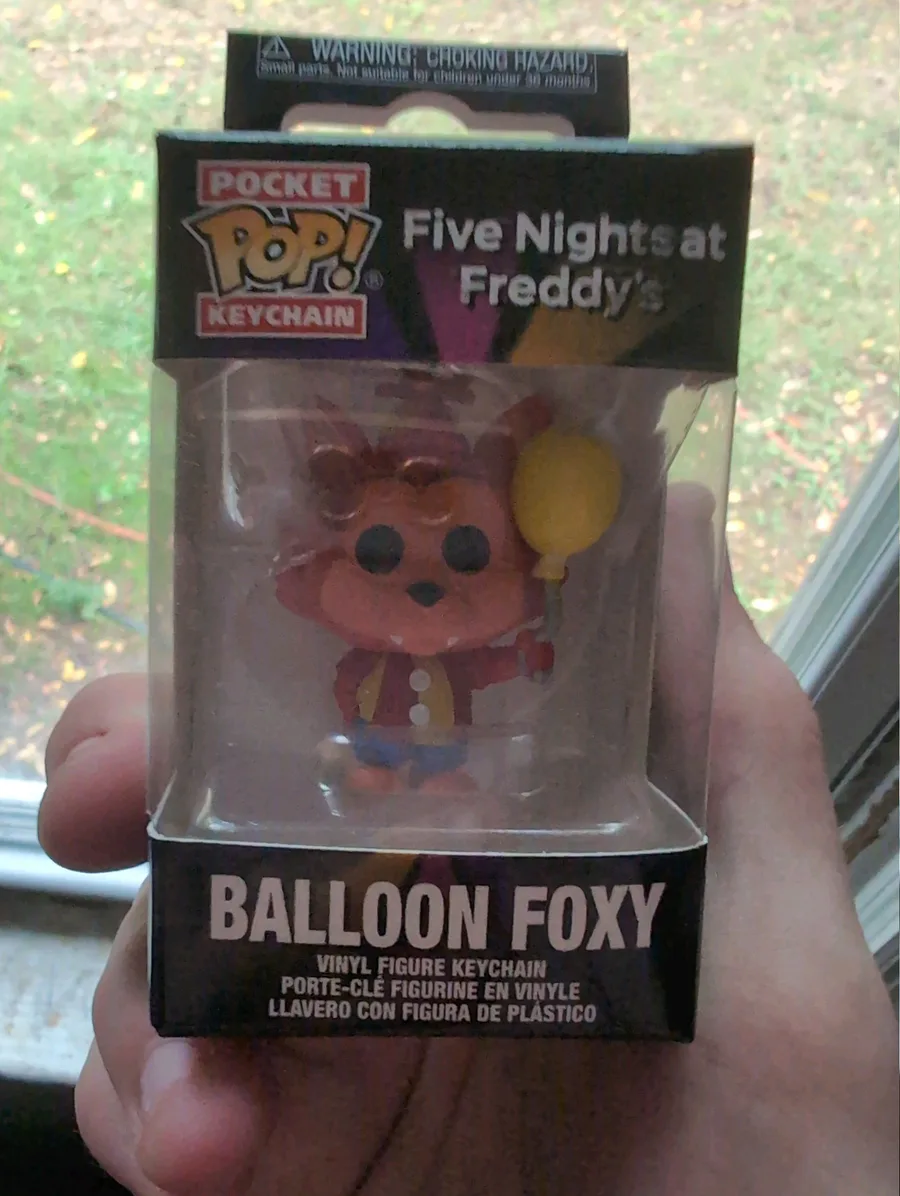 WARNING: CHOKING HAZARD.
Small parts. Not suitable for children under 36 months.
POCKET
POP!®
KEYCHAIN
Five Nights at
Freddy's
BALLOON FOXY
VINYL FIGURE KEYCHAIN
PORTE-CLÉ FIGURINE EN VINYLE
LLAVERO CON FIGURA DE PLÁSTICO